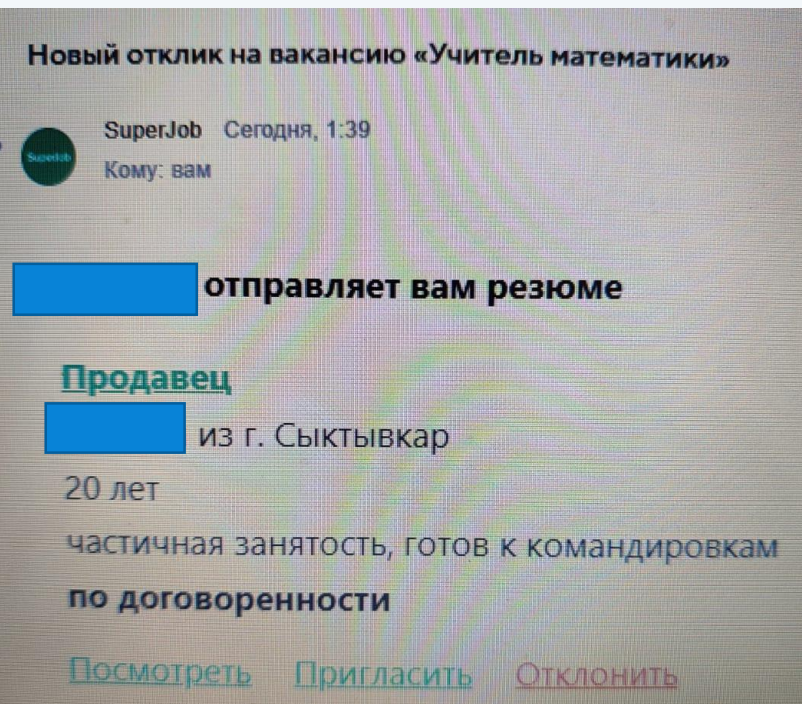 Новый отклик на вакансию «Учитель математики»
SuperJob Сегодня, 1:39
SuperJob
Кому: вам
отправляет вам резюме
Продавец
из г. Сыктывкар
20 лет
частичная занятость, готов к командировкам
по договоренности
Посмотреть Пригласить Отклонить